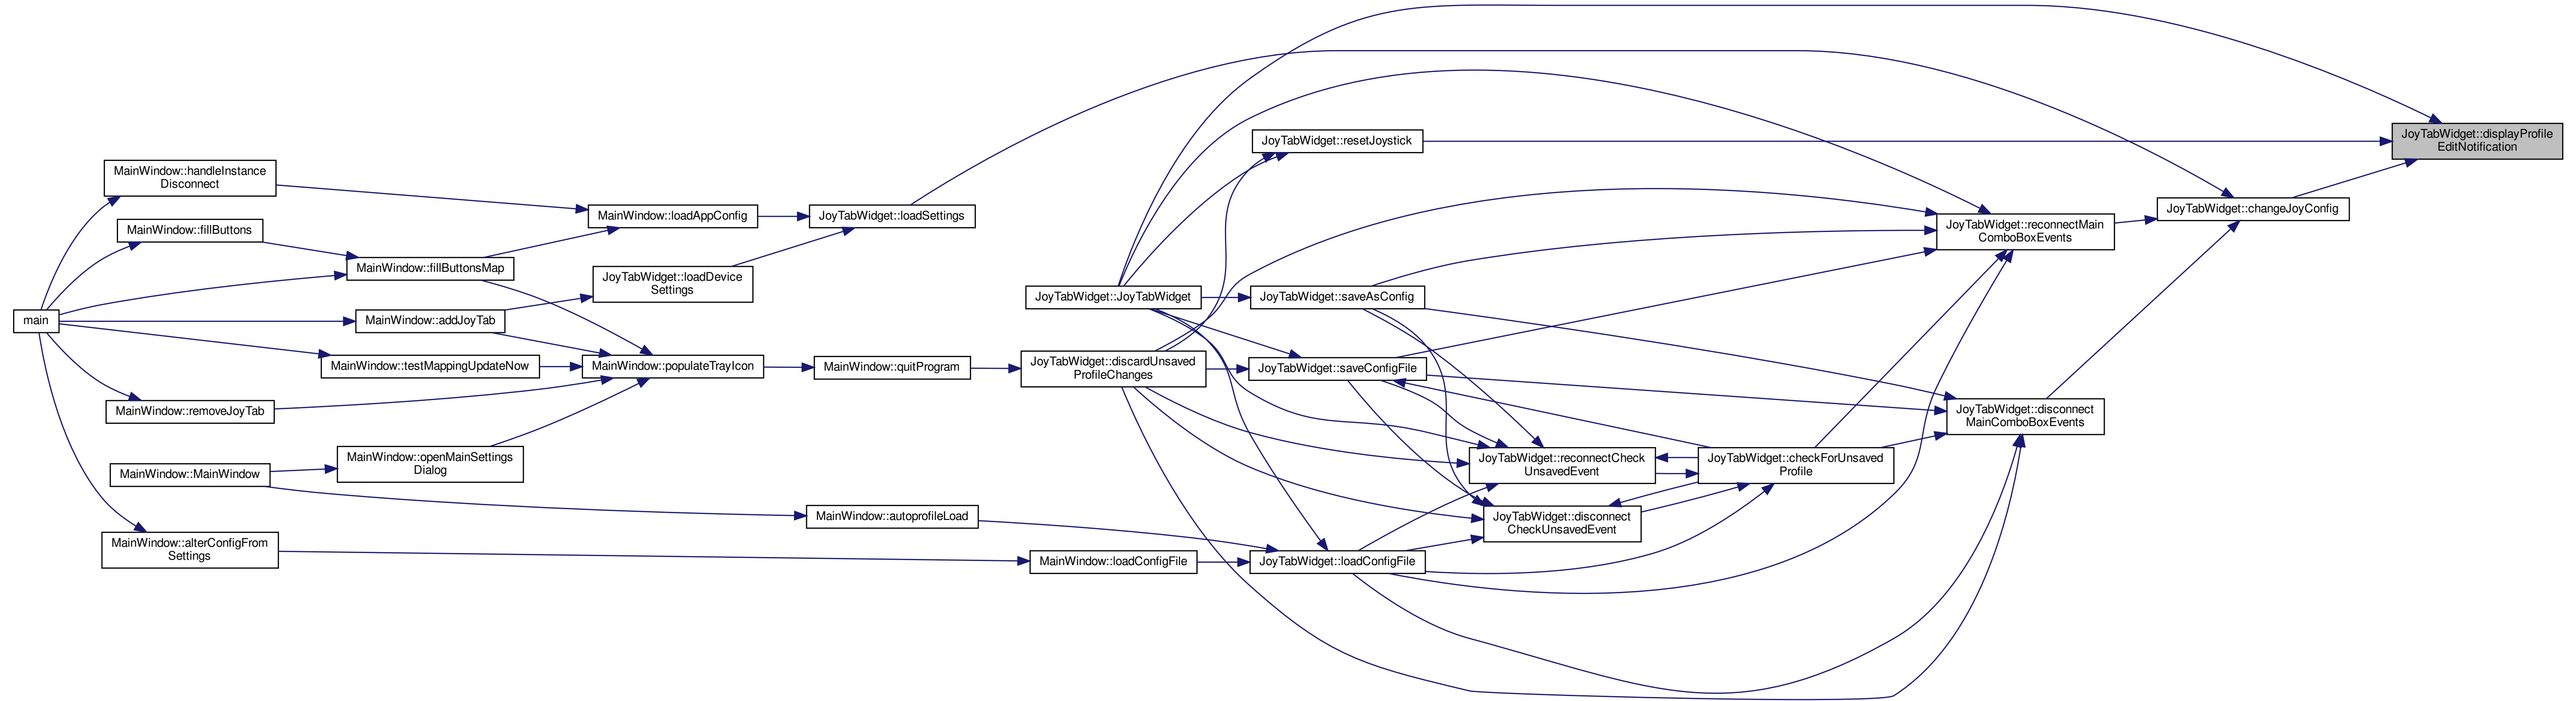 main
MainWindow::handleInstance
Disconnect
MainWindow::fillButtons
MainWindow::removeJoyTab
MainWindow::MainWindow
MainWindow::alterConfigFrom
Settings
MainWindow::fillButtonsMap
MainWindow::addJoyTab
MainWindow::testMappingUpdateNow
MainWindow::openMainSettings
Dialog
MainWindow::loadAppConfig
JoyTabWidget::loadDevice
Settings
MainWindow::populateTrayIcon
JoyTabWidget::loadSettings
MainWindow::quitProgram
MainWindow::autoprofileLoad
JoyTabWidget::JoyTabWidget
JoyTabWidget::discardUnsaved
ProfileChanges
MainWindow::loadConfigFile
JoyTabWidget::resetJoystick
JoyTabWidget::saveAsConfig
JoyTabWidget::saveConfigFile
JoyTabWidget::loadConfigFile
JoyTabWidget::reconnectCheck
UnsavedEvent
JoyTabWidget::disconnect
CheckUnsavedEvent
JoyTabWidget::checkForUnsaved
Profile
JoyTabWidget::reconnectMain
ComboBoxEvents
JoyTabWidget::disconnect
MainComboBoxEvents
JoyTabWidget::changeJoyConfig
JoyTabWidget::displayProfile
EditNotification